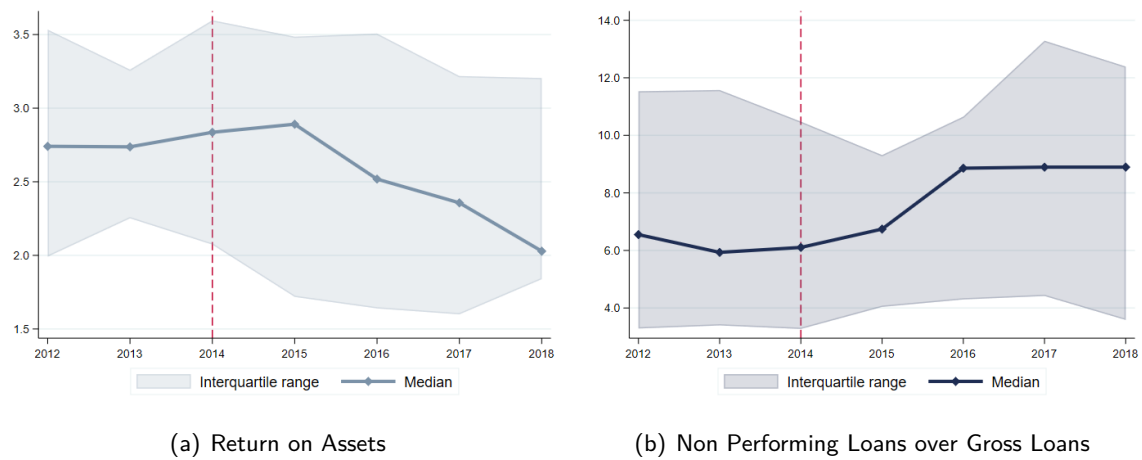 3.5
3.0
2.5
2.0
1.5
2012 2013 2014 2015 2016 2017 2018
Interquartile range Median
(a) Return on Assets
14.0
12.0
10.0
8.0
6.0
4.0
2012 2013 2014 2015 2016 2017 2018
Interquartile range Median
(b) Non Performing Loans over Gross Loans